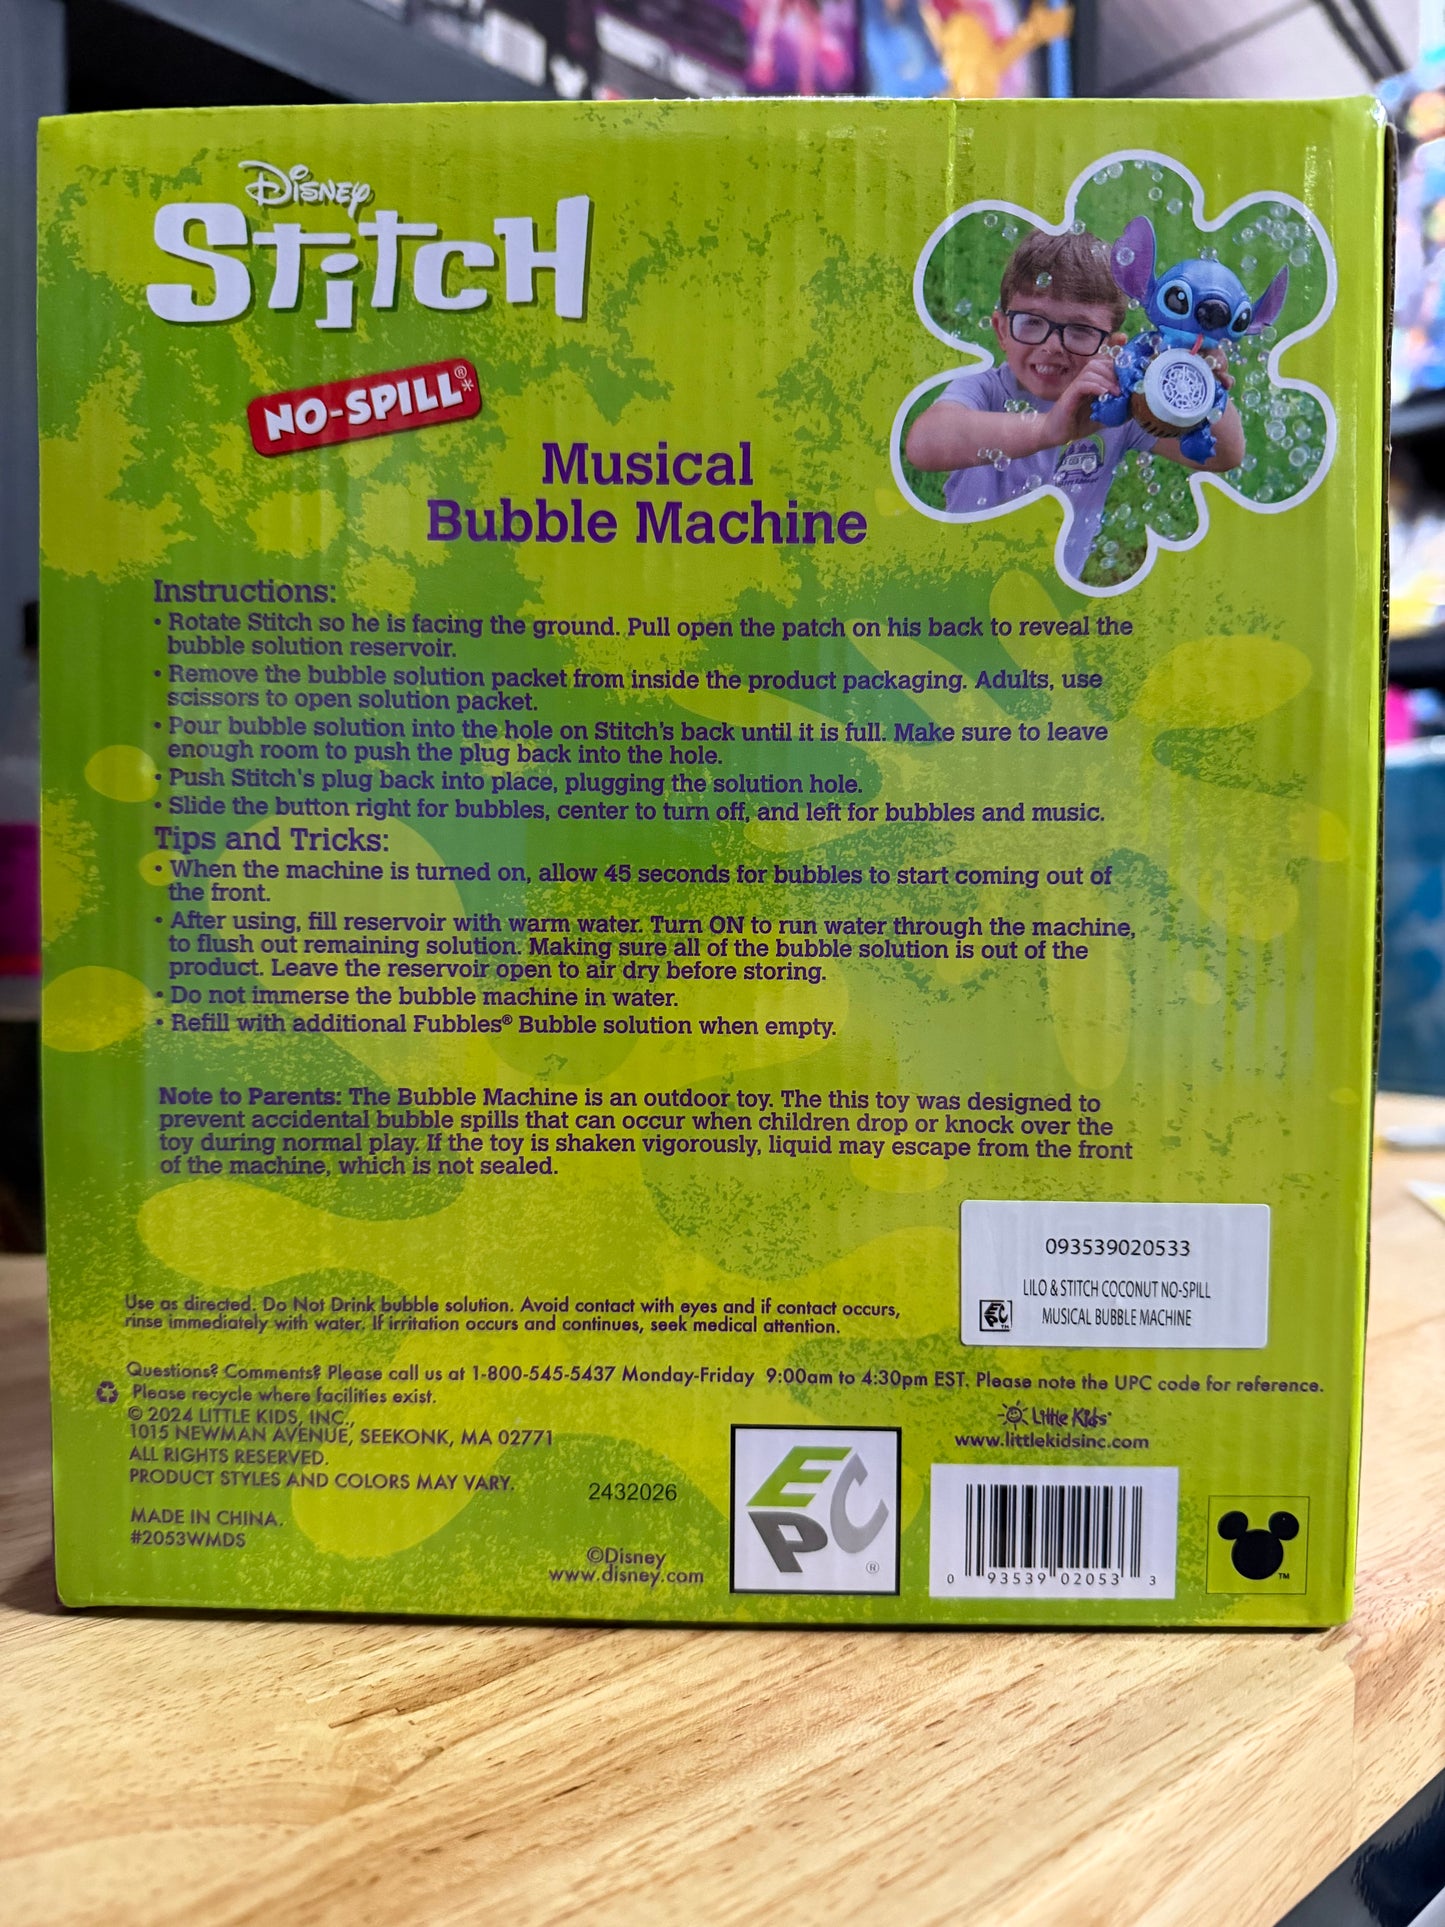 Disney
Stitch
NO-SPILL®*
Musical
Bubble Machine
Instructions:
• Rotate Stitch so he is facing the ground. Pull open the patch on his back to reveal the
bubble solution reservoir.
• Remove the bubble solution packet from inside the product packaging. Adults, use
scissors to open solution packet.
• Pour bubble solution into the hole on Stitch's back until it is full. Make sure to leave
enough room to push the plug back into the hole.
• Push Stitch's plug back into place, plugging the solution hole.
• Slide the button right for bubbles, center to turn off, and left for bubbles and music.
Tips and Tricks:
• When the machine is turned on, allow 45 seconds for bubbles to start coming out of
the front.
• After using, fill reservoir with warm water. Turn ON to run water through the machine,
to flush out remaining solution. Making sure all of the bubble solution is out of the
product. Leave the reservoir open to air dry before storing.
• Do not immerse the bubble machine in water.
• Refill with additional Fubbles® Bubble solution when empty.
Note to Parents: The Bubble Machine is an outdoor toy. The this toy was designed to
prevent accidental bubble spills that can occur when children drop or knock over the
toy during normal play. If the toy is shaken vigorously, liquid may escape from the front
of the machine, which is not sealed.
093539020533
LILO & STITCH COCONUT NO-SPILL
MUSICAL BUBBLE MACHINE
EPC™
Use as directed. Do Not Drink bubble solution. Avoid contact with eyes and if contact occurs,
rinse immediately with water. If irritation occurs and continues, seek medical attention.
Questions? Comments? Please call us at 1-800-545-5437 Monday-Friday 9:00am to 4:30pm EST. Please note the UPC code for reference.
Please recycle where facilities exist.
© 2024 LITTLE KIDS, INC.,
1015 NEWMAN AVENUE, SEEKONK, MA 02771
ALL RIGHTS RESERVED.
PRODUCT STYLES AND COLORS MAY VARY.
MADE IN CHINA.
#2053WMDS
2432026
©Disney
www.disney.com
EPC®
Little Kids®
www.littlekidsinc.com
0 93539 02053 3
™